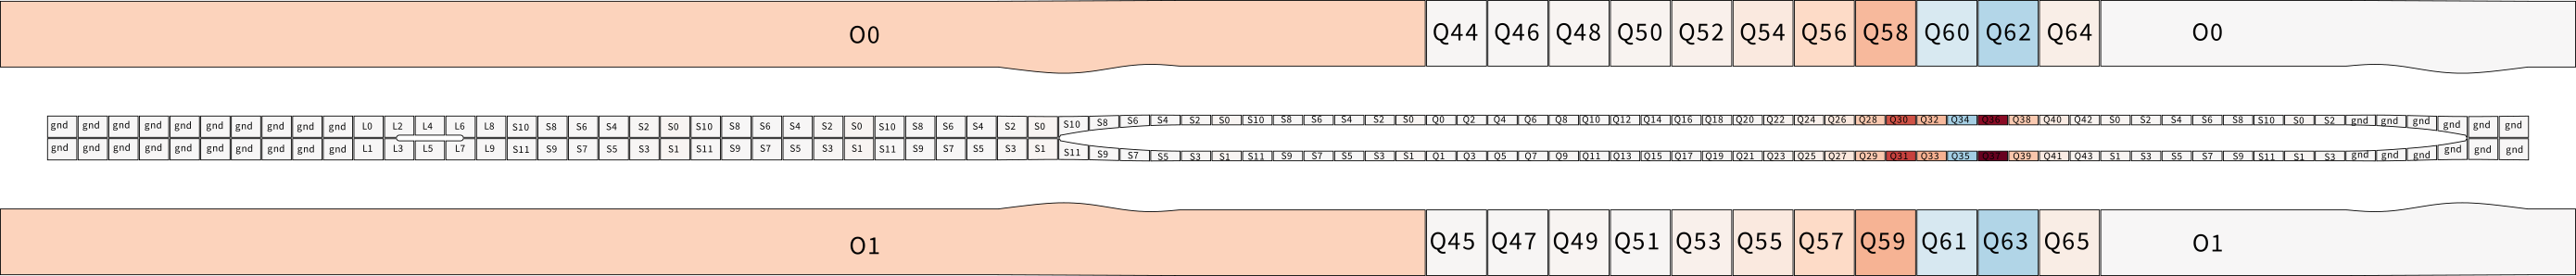 O0 Q44 Q46 Q48 Q50 Q52 Q54 Q56 Q58 Q60 Q62 Q64 O0
gnd gnd gnd gnd gnd gnd gnd gnd gnd gnd L0 L2 L4 L6 L8 S10 S8 S6 S4 S2 S0 S10 S8 S6 S4 S2 S0 S10 S8 S6 S4 S2 S0 S10 S8 S6 S4 S2 S0 S10 S8 S6 S4 S2 S0 Q0 Q2 Q4 Q6 Q8 Q10 Q12 Q14 Q16 Q18 Q20 Q22 Q24 Q26 Q28 Q30 Q32 Q34 Q36 Q38 Q40 Q42 S0 S2 S4 S6 S8 S10 S0 S2 gnd gnd gnd gnd gnd gnd
gnd gnd gnd gnd gnd gnd gnd gnd gnd gnd L1 L3 L5 L7 L9 S11 S9 S7 S5 S3 S1 S11 S9 S7 S5 S3 S1 S11 S9 S7 S5 S3 S1 S11 S9 S7 S5 S3 S1 S11 S9 S7 S5 S3 S1 Q1 Q3 Q5 Q7 Q9 Q11 Q13 Q15 Q17 Q19 Q21 Q23 Q25 Q27 Q29 Q31 Q33 Q35 Q37 Q39 Q41 Q43 S1 S3 S5 S7 S9 S11 S1 S3 gnd gnd gnd gnd gnd gnd
O1 Q45 Q47 Q49 Q51 Q53 Q55 Q57 Q59 Q61 Q63 Q65 O1